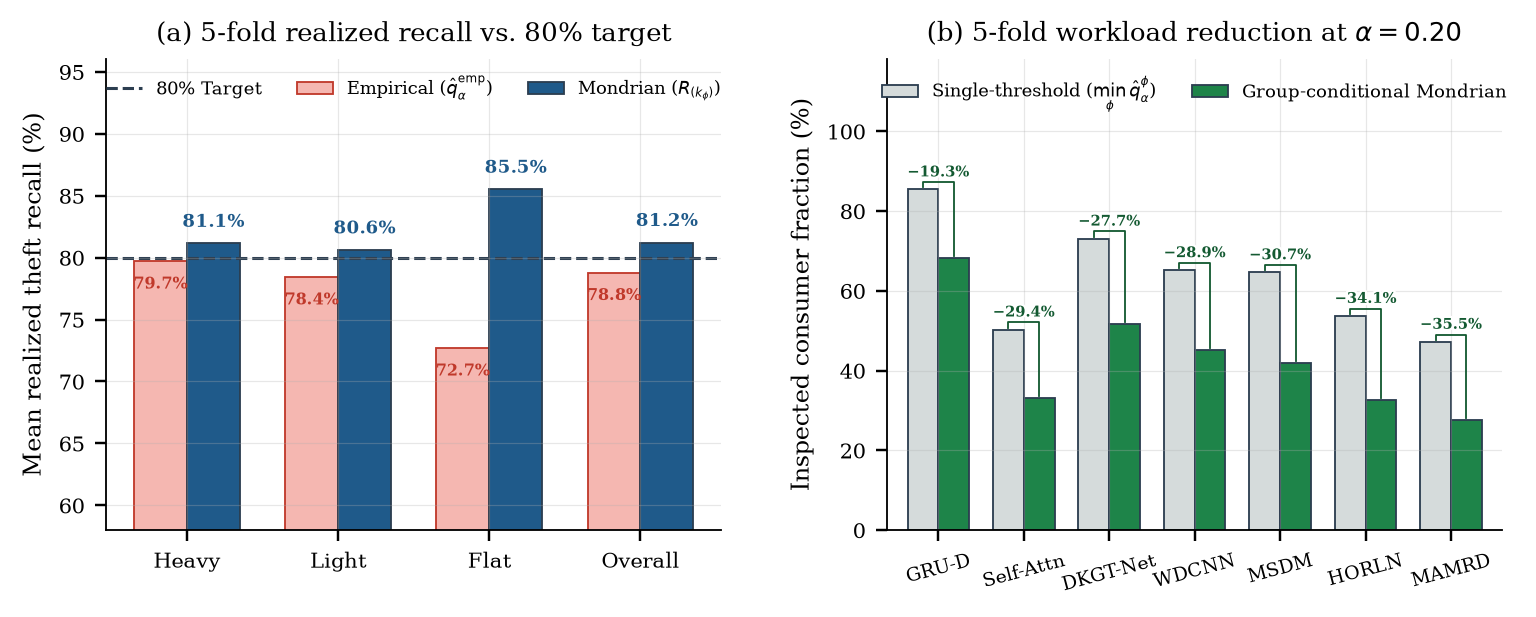 (a) 5-fold realized recall vs. 80% target
80% Target
Empirical (q̂_α^emp)
Mondrian (R_(k_ϕ))
Mean realized theft recall (%)
95
90
85
80
75
70
65
60
79.7%
81.1%
78.4%
80.6%
72.7%
85.5%
78.8%
81.2%
Heavy
Light
Flat
Overall
(b) 5-fold workload reduction at α = 0.20
Single-threshold (min_ϕ q̂_α^ϕ)
Group-conditional Mondrian
Inspected consumer fraction (%)
100
80
60
40
20
0
−19.3%
−29.4%
−27.7%
−28.9%
−30.7%
−34.1%
−35.5%
GRU-D
Self-Attn
DKGT-Net
WDCNN
MSDM
HORLN
MAMRD